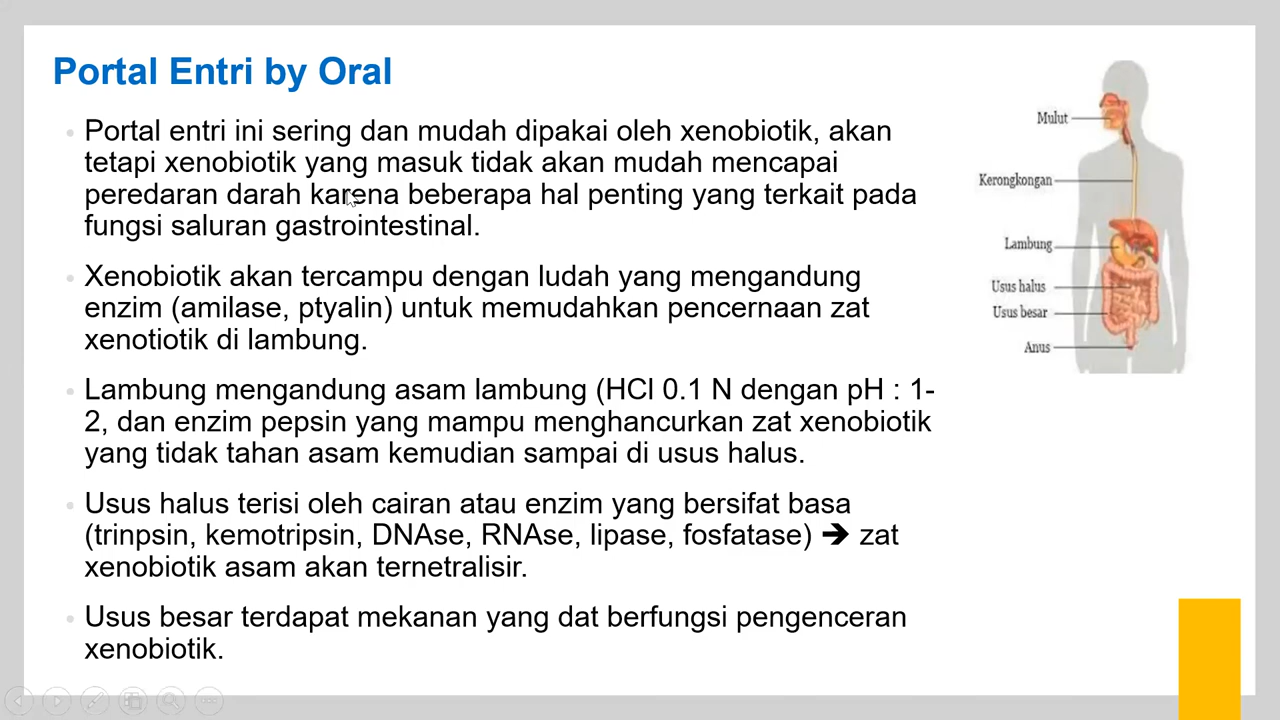 Portal Entri by Oral
Portal entri ini sering dan mudah dipakai oleh xenobiotik, akan
tetapi xenobiotik yang masuk tidak akan mudah mencapai
peredaran darah karena beberapa hal penting yang terkait pada
fungsi saluran gastrointestinal.
Xenobiotik akan tercampu dengan ludah yang mengandung
enzim (amilase, ptyalin) untuk memudahkan pencernaan zat
xenotiotik di lambung.
Lambung mengandung asam lambung (HCl 0.1 N dengan pH : 1-
2, dan enzim pepsin yang mampu menghancurkan zat xenobiotik
yang tidak tahan asam kemudian sampai di usus halus.
Usus halus terisi oleh cairan atau enzim yang bersifat basa
(trinpsin, kemotripsin, DNAse, RNAse, lipase, fosfatase) ➔ zat
xenobiotik asam akan ternetralisir.
Usus besar terdapat mekanan yang dat berfungsi pengenceran
xenobiotik.
Mulut
Kerongkongan
Lambung
Usus halus
Usus besar
Anus